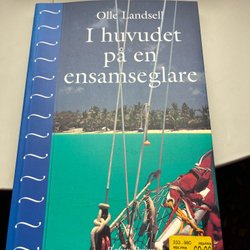 Olle Landsell
I huvudet
på en
ensamseglare